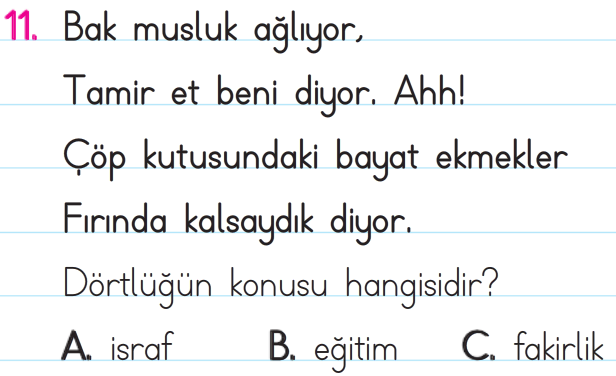 11. Bak musluk ağlıyor,
Tamir et beni diyor. Ahh!
Çöp kutusundaki bayat ekmekler
Fırında kalsaydık diyor.
Dörtlüğün konusu hangisidir?
A. israf B. eğitim C. fakirlik